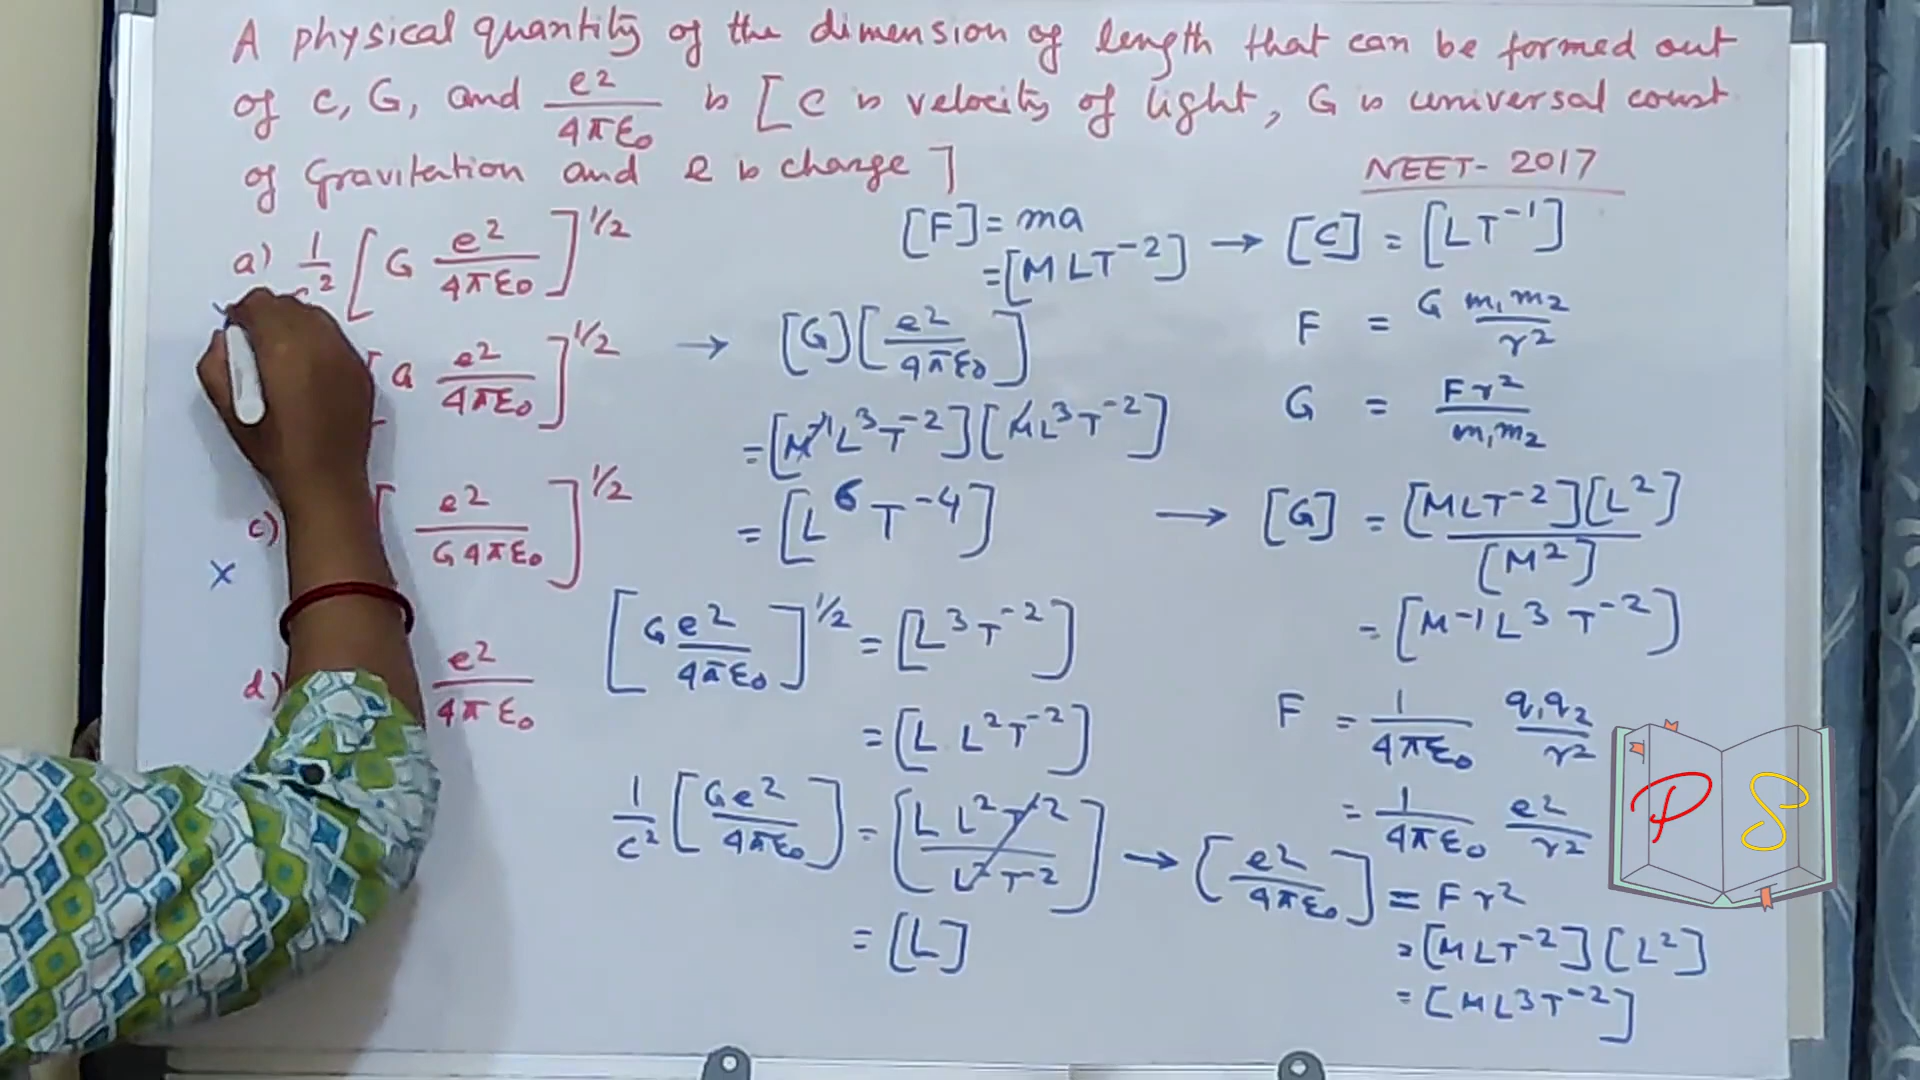 A physical quantity of the dimension of length that can be formed out
of c, G, and e²/4πε₀ is [c is velocity of light, G is universal const
of Gravitation and e is charge]
NEET- 2017
a) 1/c² [G e²/4πε₀]^1/2
[G e²/4πε₀]^1/2
c) [e²/G4πε₀]^1/2
x
d) e²/4πε₀
[F] = ma
= [MLT⁻²]
→ [G][e²/4πε₀]
= [M⁻¹L³T⁻²][ML³T⁻²]
= [L⁶T⁻⁴]
[Ge²/4πε₀]^1/2 = [L³T⁻²]
= [L L²T⁻²]
1/c² [Ge²/4πε₀] = [L L²T⁻²/L²T⁻²]
= [L]
→ [C] = [LT⁻¹]
F = G m₁m₂/r²
G = Fr²/m₁m₂
→ [G] = [MLT⁻²][L²]/[M²]
= [M⁻¹L³T⁻²]
F = 1/4πε₀ q₁q₂/r²
= 1/4πε₀ e²/r²
→ [e²/4πε₀] = Fr²
= [MLT⁻²][L²]
= [ML³T⁻²]
P S